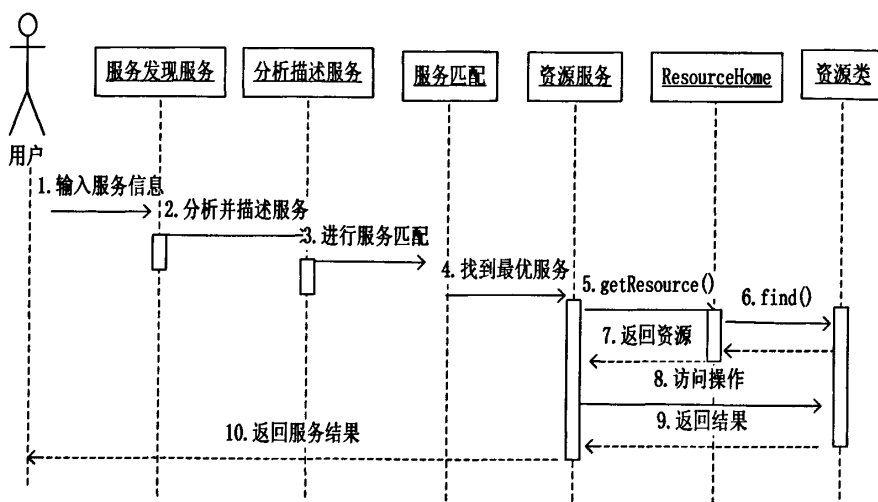 服务发现服务
分析描述服务
服务匹配
资源服务
ResourceHome
资源类
用户
1.输入服务信息
2.分析并描述服务
3.进行服务匹配
4.找到最优服务
5.getResource()
6.find()
7.返回资源
8.访问操作
9.返回结果
10.返回服务结果